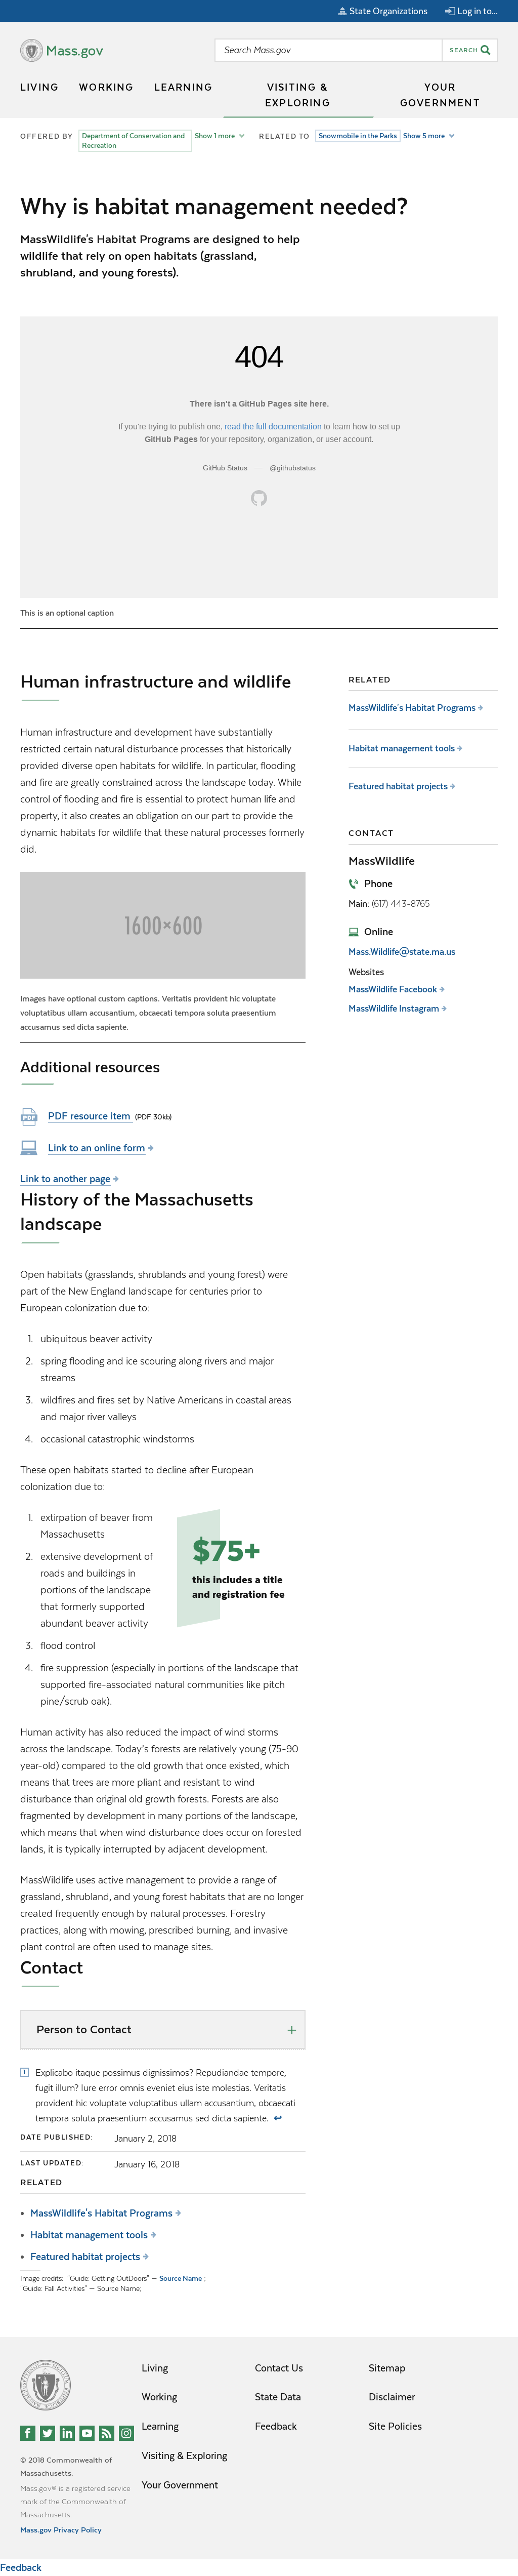 State Organizations
Log in to...
Mass.gov
Search Mass.gov
SEARCH
LIVING
WORKING
LEARNING
VISITING &
EXPLORING
YOUR
GOVERNMENT
OFFERED BY
Department of Conservation and
Recreation
Show 1 more
RELATED TO
Snowmobile in the Parks
Show 5 more
Why is habitat management needed?
MassWildlife's Habitat Programs are designed to help
wildlife that rely on open habitats (grassland,
shrubland, and young forests).
404
There isn't a GitHub Pages site here.
If you're trying to publish one, read the full documentation to learn how to set up
GitHub Pages for your repository, organization, or user account.
GitHub Status — @githubstatus
This is an optional caption
Human infrastructure and wildlife
Human infrastructure and development have substantially
restricted certain natural disturbance processes that historically
provided diverse open habitats for wildlife. In particular, flooding
and fire are greatly constrained across the landscape today. While
control of flooding and fire is essential to protect human life and
property, it also creates an obligation on our part to provide the
dynamic habitats for wildlife that these natural processes formerly
did.
1600×600
Images have optional custom captions. Veritatis provident hic voluptate
voluptatibus ullam accusantium, obcaecati tempora soluta praesentium
accusamus sed dicta sapiente.
Additional resources
PDF
PDF resource item (PDF 30kb)
Link to an online form
Link to another page
History of the Massachusetts
landscape
Open habitats (grasslands, shrublands and young forest) were
part of the New England landscape for centuries prior to
European colonization due to:
1. ubiquitous beaver activity
2. spring flooding and ice scouring along rivers and major
streams
3. wildfires and fires set by Native Americans in coastal areas
and major river valleys
4. occasional catastrophic windstorms
These open habitats started to decline after European
colonization due to:
1. extirpation of beaver from
Massachusetts
2. extensive development of
roads and buildings in
portions of the landscape
that formerly supported
abundant beaver activity
$75+
this includes a title
and registration fee
3. flood control
4. fire suppression (especially in portions of the landscape that
supported fire-associated natural communities like pitch
pine/scrub oak).
Human activity has also reduced the impact of wind storms
across the landscape. Today's forests are relatively young (75-90
year-old) compared to the old growth that once existed, which
means that trees are more pliant and resistant to wind
disturbance than original old growth forests. Forests are also
fragmented by development in many portions of the landscape,
which means that when wind disturbance does occur on forested
lands, it is typically interrupted by adjacent development.
MassWildlife uses active management to provide a range of
grassland, shrubland, and young forest habitats that are no longer
created frequently enough by natural processes. Forestry
practices, along with mowing, prescribed burning, and invasive
plant control are often used to manage sites.
Contact
Person to Contact
1 Explicabo itaque possimus dignissimos? Repudiandae tempore,
fugit illum? Iure error omnis eveniet eius iste molestias. Veritatis
provident hic voluptate voluptatibus ullam accusantium, obcaecati
tempora soluta praesentium accusamus sed dicta sapiente. ↩
DATE PUBLISHED: January 2, 2018
LAST UPDATED: January 16, 2018
RELATED
• MassWildlife's Habitat Programs
• Habitat management tools
• Featured habitat projects
Image credits: "Guide: Getting OutDoors" — Source Name ;
"Guide: Fall Activities" — Source Name;
RELATED
MassWildlife's Habitat Programs
Habitat management tools
Featured habitat projects
CONTACT
MassWildlife
Phone
Main: (617) 443-8765
Online
Mass.Wildlife@state.ma.us
Websites
MassWildlife Facebook
MassWildlife Instagram
© 2018 Commonwealth of
Massachusetts.
Mass.gov® is a registered service
mark of the Commonwealth of
Massachusetts.
Mass.gov Privacy Policy
Living
Working
Learning
Visiting & Exploring
Your Government
Contact Us
State Data
Feedback
Sitemap
Disclaimer
Site Policies
Feedback